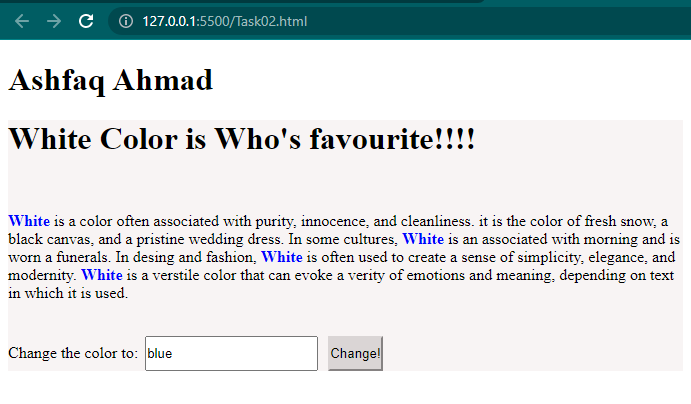 127.0.0.1:5500/Task02.html
Ashfaq Ahmad
White Color is Who's favourite!!!!
White is a color often associated with purity, innocence, and cleanliness. it is the color of fresh snow, a
black canvas, and a pristine wedding dress. In some cultures, White is an associated with morning and is
worn a funerals. In desing and fashion, White is often used to create a sense of simplicity, elegance, and
modernity. White is a verstile color that can evoke a verity of emotions and meaning, depending on text
in which it is used.
Change the color to: blue Change!